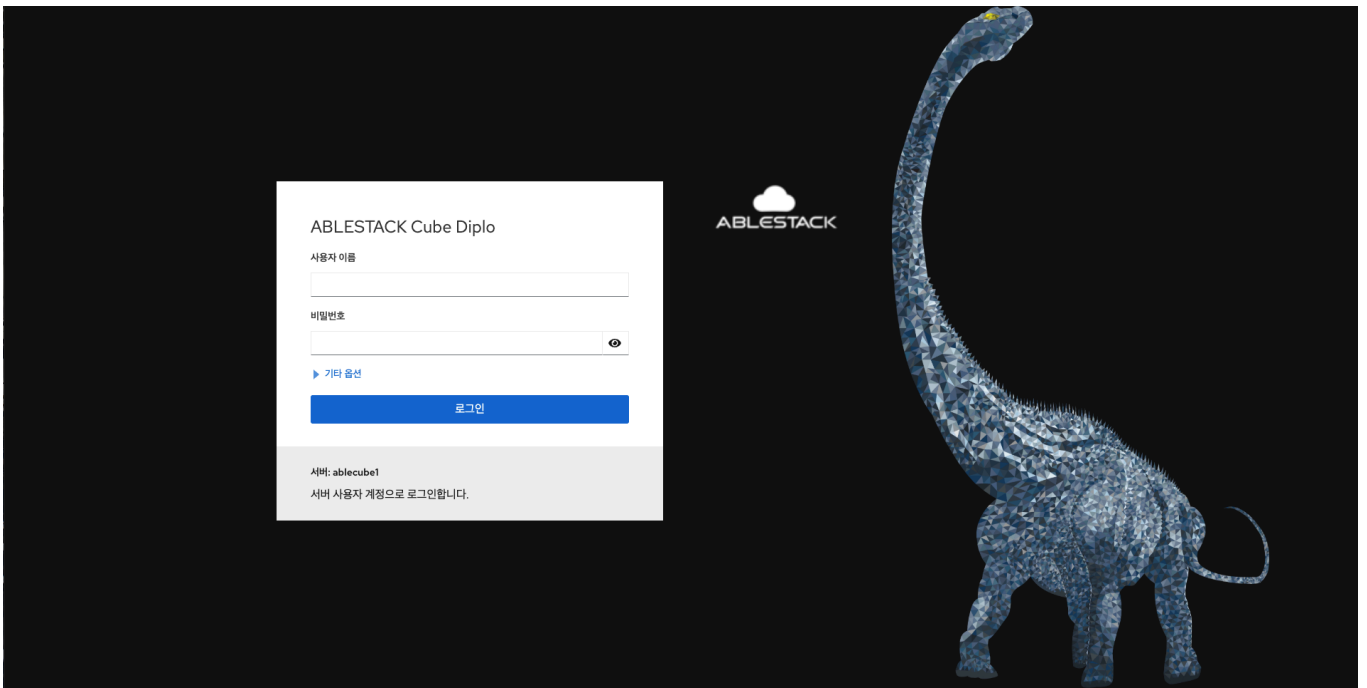 ABLESTACK Cube Diplo
사용자 이름
비밀번호
기타 옵션
로그인
서버: ablecube1
서버 사용자 계정으로 로그인합니다.
ABLESTACK